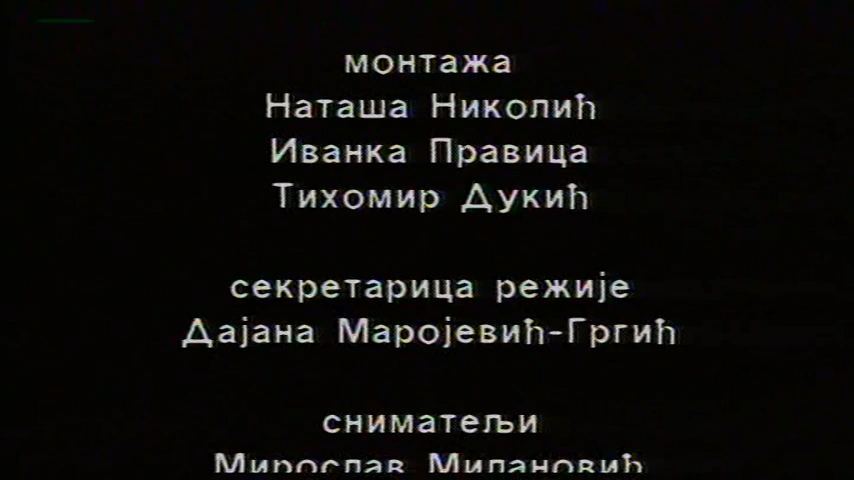 монтажа
Наташа Николић
Иванка Правица
Тихомир Дукић
секретарица режије
Дајана Маројевић-Гргић
сниматељи
Мирослав Милановић